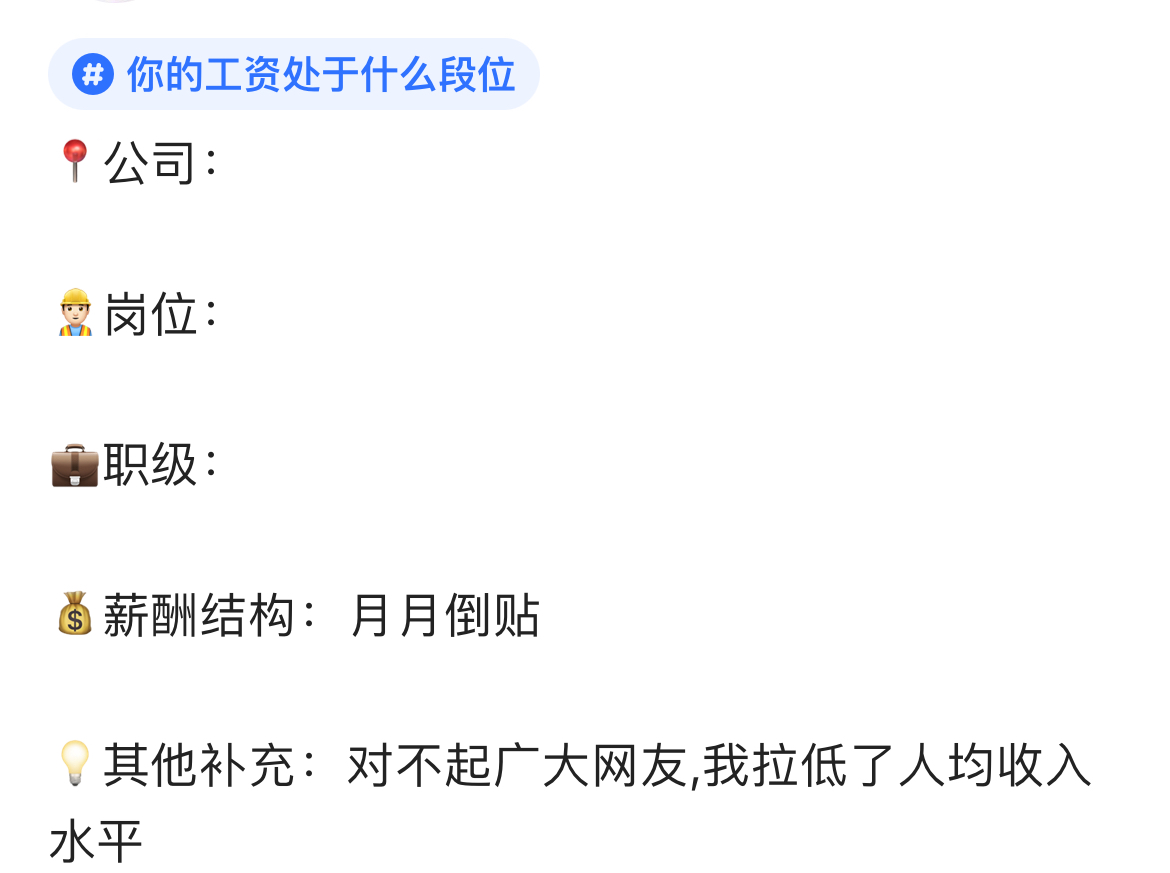 # 你的工资处于什么段位
📍公司：
👷🏻‍♂️岗位：
💼职级：
💰薪酬结构：月月倒贴
💡其他补充：对不起广大网友,我拉低了人均收入
水平